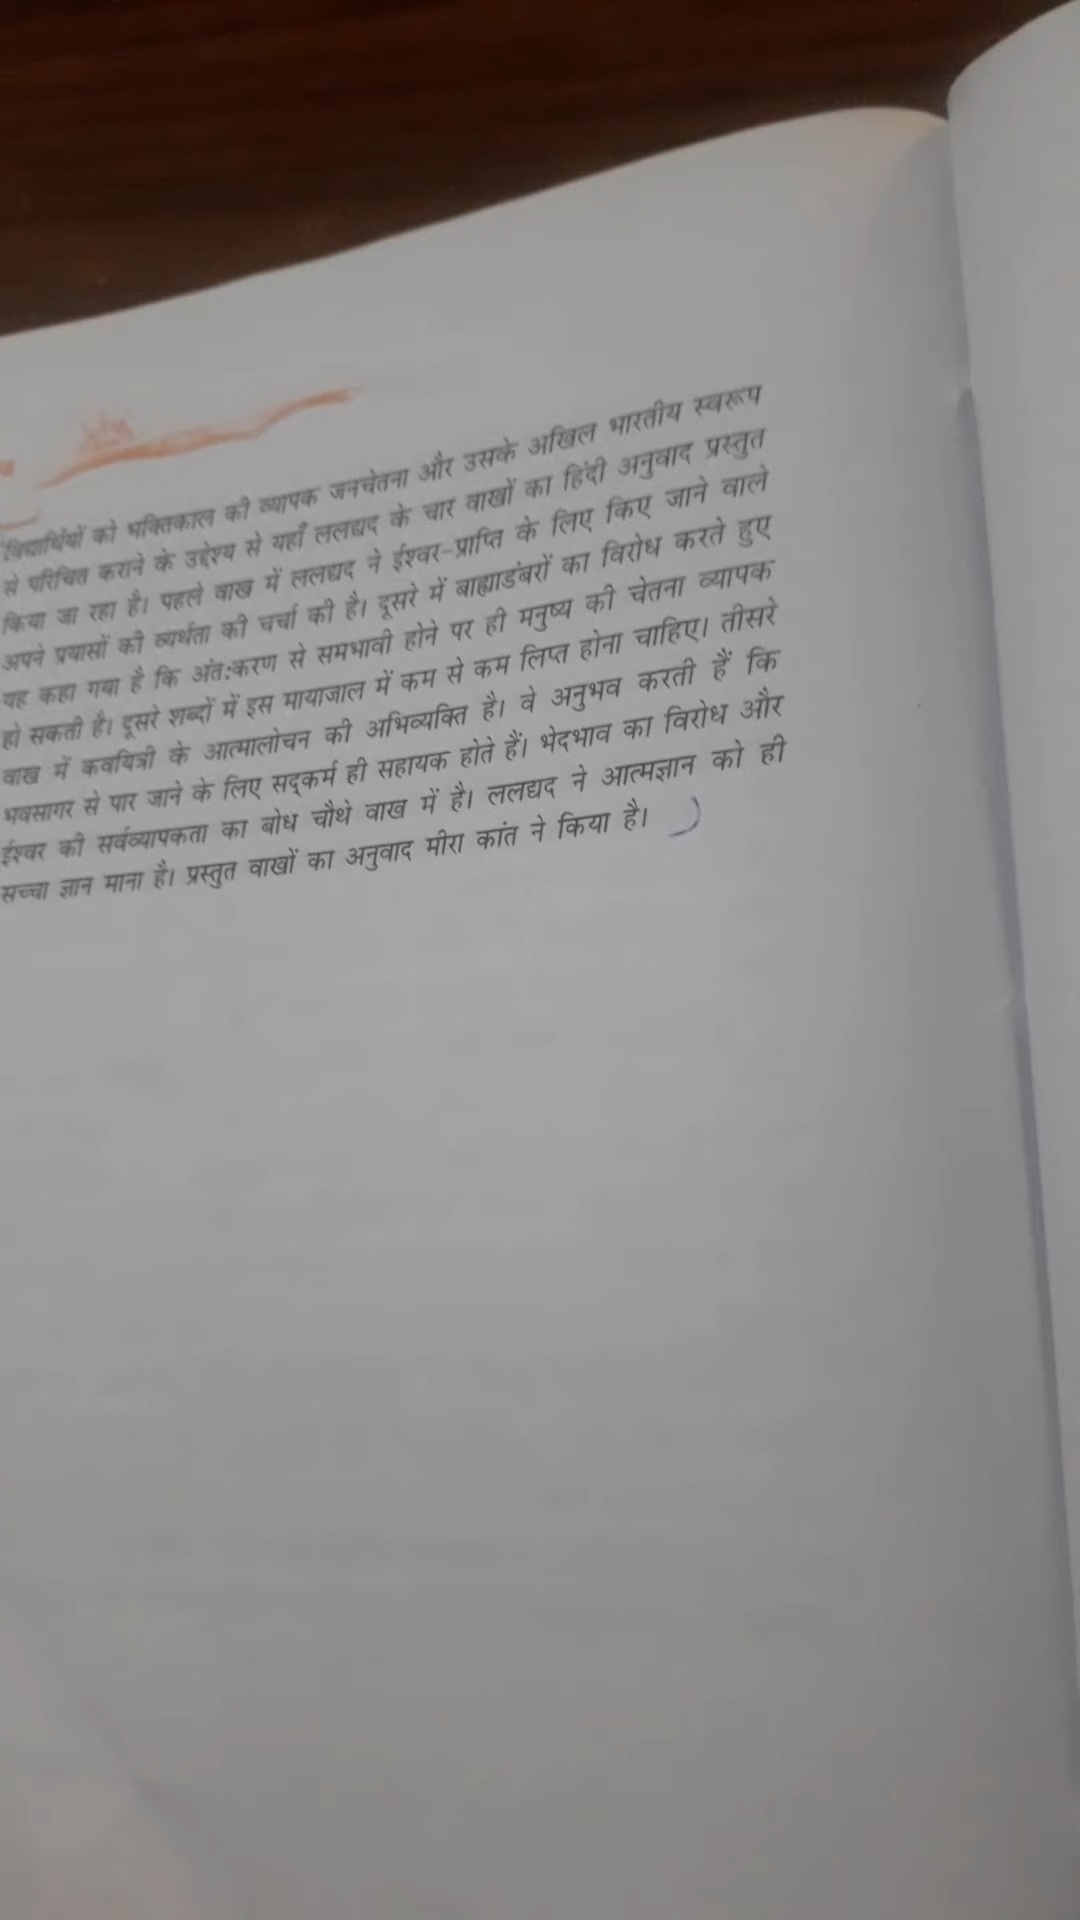 विद्यार्थियों को भक्तिकाल की व्यापक जनचेतना और उसके अखिल भारतीय स्वरूप
से परिचित कराने के उद्देश्य से यहाँ ललद्यद के चार वाखों का हिंदी अनुवाद प्रस्तुत
किया जा रहा है। पहले वाख में ललद्यद ने ईश्वर-प्राप्ति के लिए किए जाने वाले
अपने प्रयासों की व्यर्थता की चर्चा की है। दूसरे में बाह्याडंबरों का विरोध करते हुए
यह कहा गया है कि अंत:करण से समभावी होने पर ही मनुष्य की चेतना व्यापक
हो सकती है। दूसरे शब्दों में इस मायाजाल में कम से कम लिप्त होना चाहिए। तीसरे
वाख में कवयित्री के आत्मालोचन की अभिव्यक्ति है। वे अनुभव करती हैं कि
भवसागर से पार जाने के लिए सद्कर्म ही सहायक होते हैं। भेदभाव का विरोध और
ईश्वर की सर्वव्यापकता का बोध चौथे वाख में है। ललद्यद ने आत्मज्ञान को ही
सच्चा ज्ञान माना है। प्रस्तुत वाखों का अनुवाद मीरा कांत ने किया है।